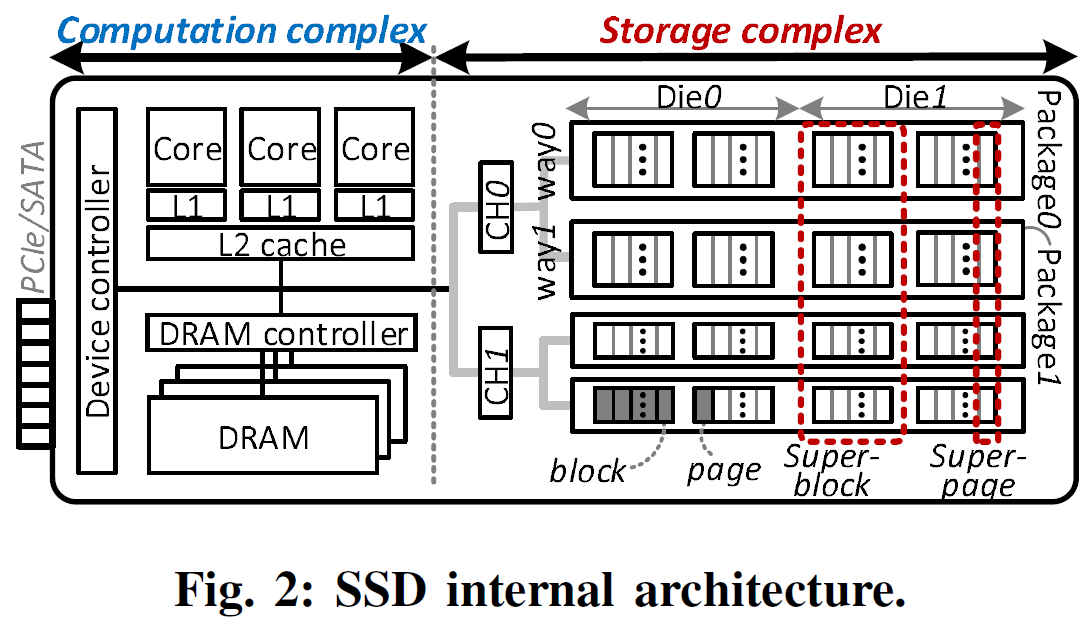 Computation complex
Storage complex
PCIe/SATA
Device controller
Core
Core
Core
L1
L1
L1
L2 cache
DRAM controller
DRAM
CH0
CH1
way0
way1
Die0
Die1
Package0
Package1
block
page
Super-
block
Super-
page
Fig. 2: SSD internal architecture.